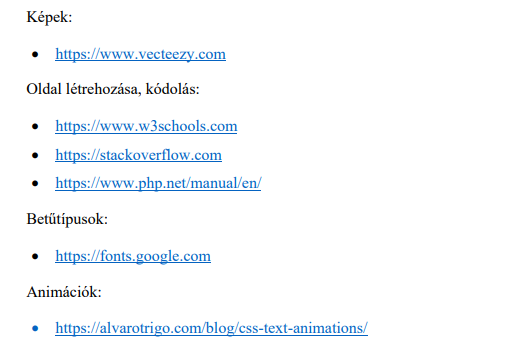 Képek:
• https://www.vecteezy.com
Oldal létrehozása, kódolás:
• https://www.w3schools.com
• https://stackoverflow.com
• https://www.php.net/manual/en/
Betűtípusok:
• https://fonts.google.com
Animációk:
• https://alvarotrigo.com/blog/css-text-animations/